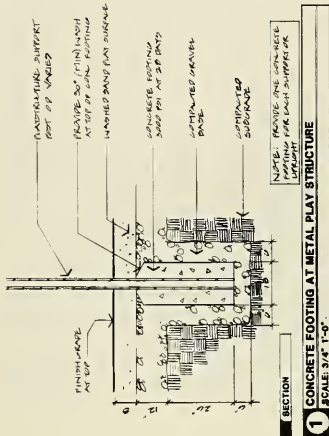 PLAYSTRUCTURE SUPPORT
POST OD VARIES
PROVIDE 30° (MIN) WASH
AT TOP OF CONC FOOTING
WASHED SAND PLAY SURFACE
CONCRETE FOOTING
3000 PSI AT 28 DAYS
COMPACTED GRAVEL
BASE
COMPACTED
SUBGRADE
FINISH GRADE
AT TOP
NOTE: PROVIDE ONE CONCRETE
FOOTING FOR EACH SUPPORT OR
UPRIGHT
SECTION
1 CONCRETE FOOTING AT METAL PLAY STRUCTURE
SCALE: 3/4" 1'-0"